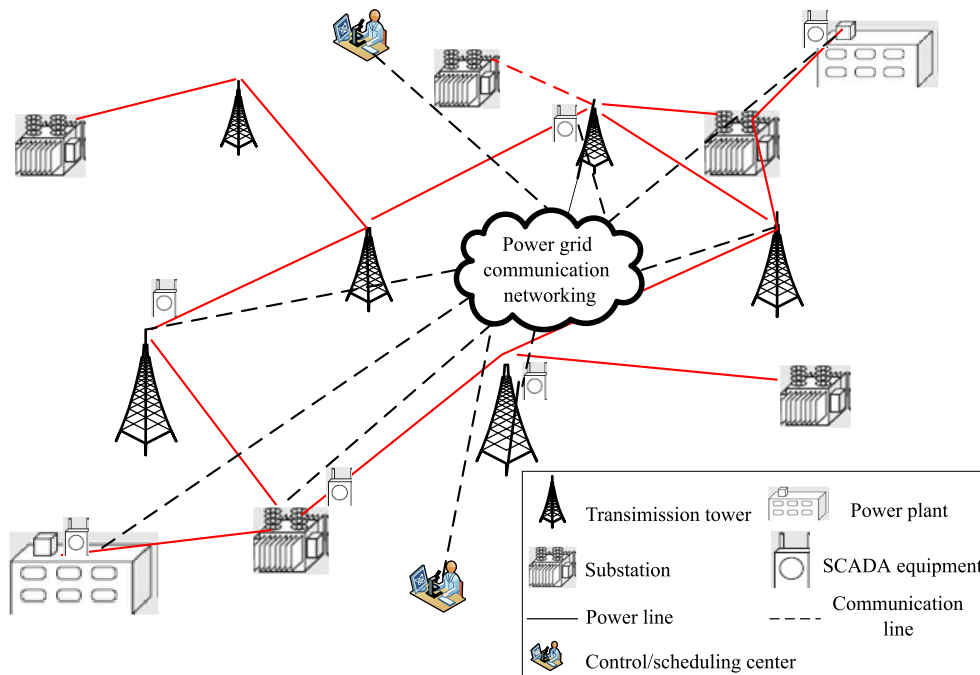 Power grid
communication
networking
Transimission tower
Power plant
Substation
SCADA equipment
Power line
Communication
line
Control/scheduling center